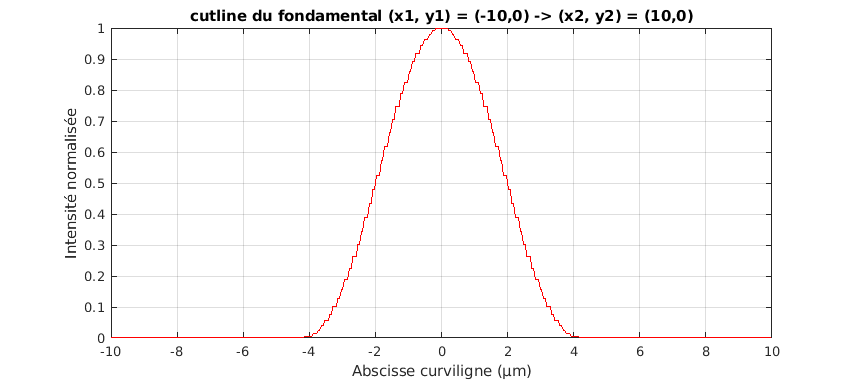 cutline du fondamental (x1, y1) = (-10,0) -> (x2, y2) = (10,0)
1
0.9
0.8
0.7
0.6
0.5
0.4
0.3
0.2
0.1
0
Intensité normalisée
-10 -8 -6 -4 -2 0 2 4 6 8 10
Abscisse curviligne (µm)